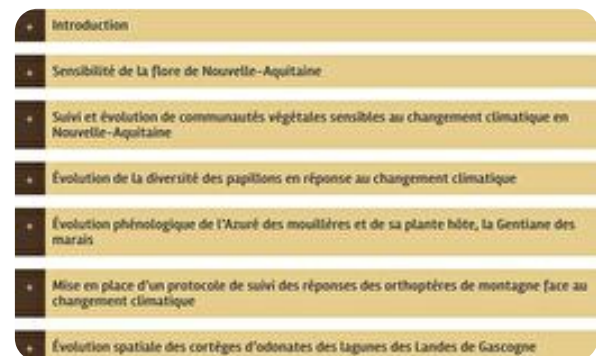 Introduction
Sensibilité de la flore de Nouvelle-Aquitaine
Suivi et évolution de communautés végétales sensibles au changement climatique en
Nouvelle-Aquitaine
Évolution de la diversité des papillons en réponse au changement climatique
Évolution phénologique de l'Azuré des mouillères et de sa plante hôte, la Gentiane des
marais
Mise en place d'un protocole de suivi des réponses des orthoptères de montagne face au
changement climatique
Évolution spatiale des cortèges d'odonates des lagunes des Landes de Gascogne